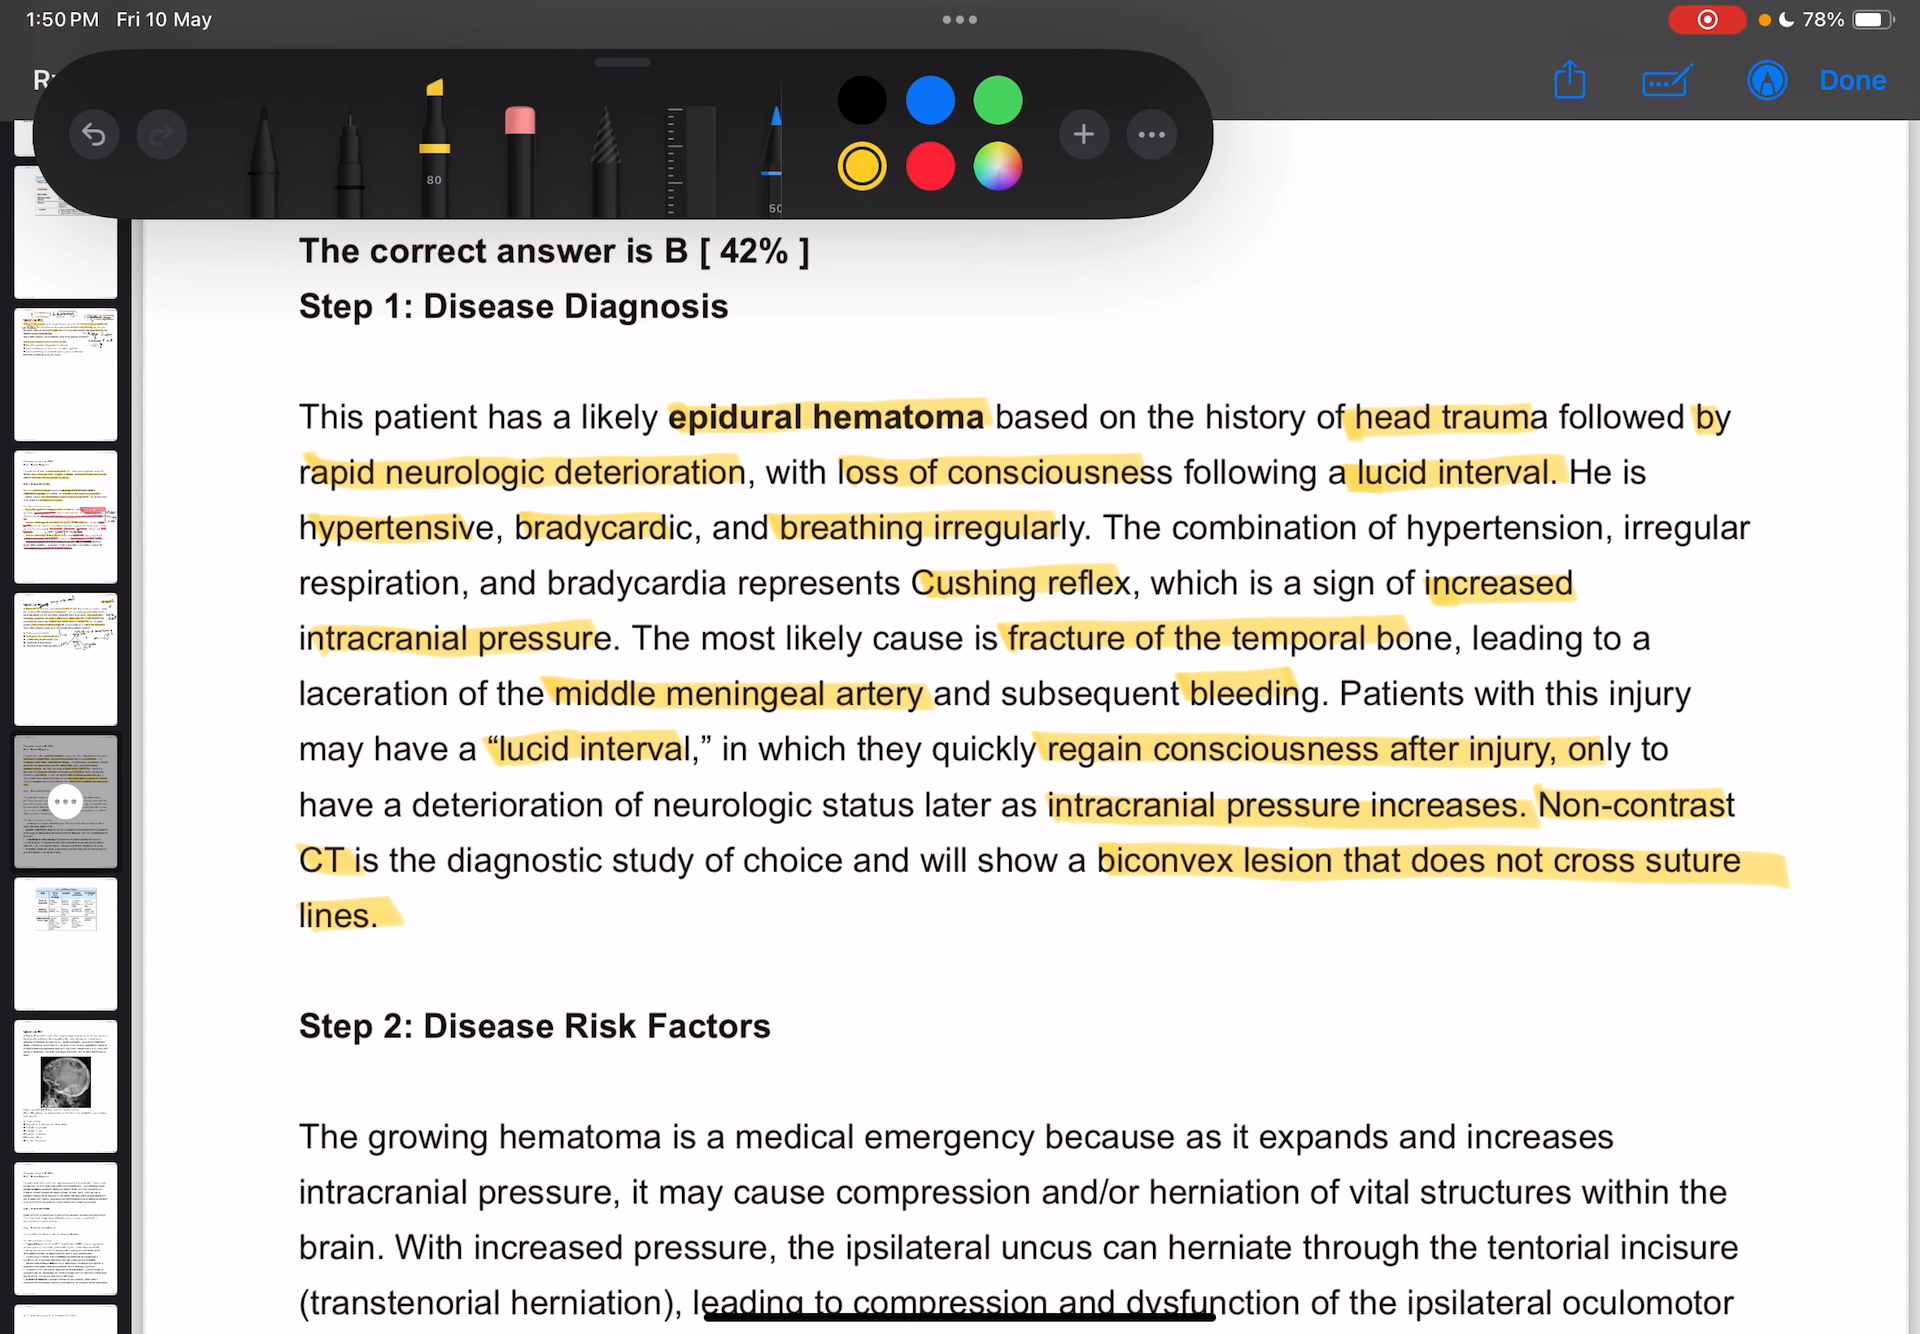 1:50 PM Fri 10 May
78%
Done
80
50
The correct answer is B [ 42% ]
Step 1: Disease Diagnosis
This patient has a likely epidural hematoma based on the history of head trauma followed by
rapid neurologic deterioration, with loss of consciousness following a lucid interval. He is
hypertensive, bradycardic, and breathing irregularly. The combination of hypertension, irregular
respiration, and bradycardia represents Cushing reflex, which is a sign of increased
intracranial pressure. The most likely cause is fracture of the temporal bone, leading to a
laceration of the middle meningeal artery and subsequent bleeding. Patients with this injury
may have a “lucid interval,” in which they quickly regain consciousness after injury, only to
have a deterioration of neurologic status later as intracranial pressure increases. Non-contrast
CT is the diagnostic study of choice and will show a biconvex lesion that does not cross suture
lines.
Step 2: Disease Risk Factors
The growing hematoma is a medical emergency because as it expands and increases
intracranial pressure, it may cause compression and/or herniation of vital structures within the
brain. With increased pressure, the ipsilateral uncus can herniate through the tentorial incisure
(transtenorial herniation), leading to compression and dysfunction of the ipsilateral oculomotor